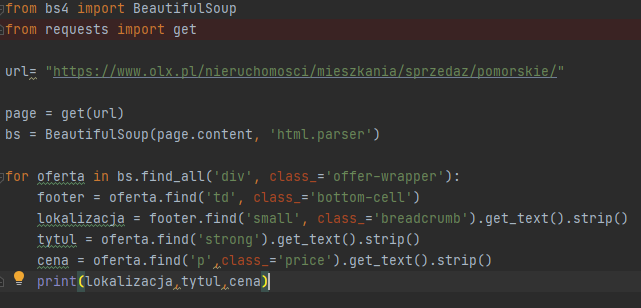 from bs4 import BeautifulSoup
from requests import get
url= "https://www.olx.pl/nieruchomosci/mieszkania/sprzedaz/pomorskie/"
page = get(url)
bs = BeautifulSoup(page.content, 'html.parser')
for oferta in bs.find_all('div', class_='offer-wrapper'):
    footer = oferta.find('td', class_='bottom-cell')
    lokalizacja = footer.find('small', class_='breadcrumb').get_text().strip()
    tytul = oferta.find('strong').get_text().strip()
    cena = oferta.find('p',class_='price').get_text().strip()
    print(lokalizacja,tytul,cena)